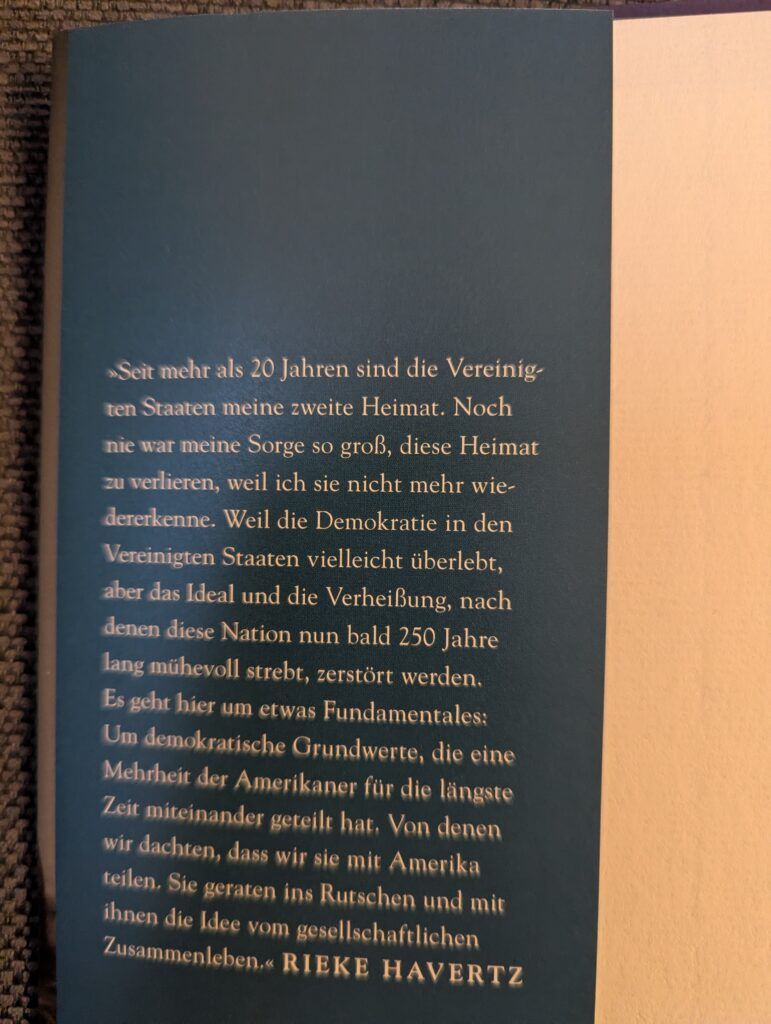 »Seit mehr als 20 Jahren sind die Vereinig-
ten Staaten meine zweite Heimat. Noch
nie war meine Sorge so groß, diese Heimat
zu verlieren, weil ich sie nicht mehr wie-
dererkenne. Weil die Demokratie in den
Vereinigten Staaten vielleicht überlebt,
aber das Ideal und die Verheißung, nach
denen diese Nation nun bald 250 Jahre
lang mühevoll strebt, zerstört werden.
Es geht hier um etwas Fundamentales:
Um demokratische Grundwerte, die eine
Mehrheit der Amerikaner für die längste
Zeit miteinander geteilt hat. Von denen
wir dachten, dass wir sie mit Amerika
teilen. Sie geraten ins Rutschen und mit
ihnen die Idee vom gesellschaftlichen
Zusammenleben.« RIEKE HAVERTZ